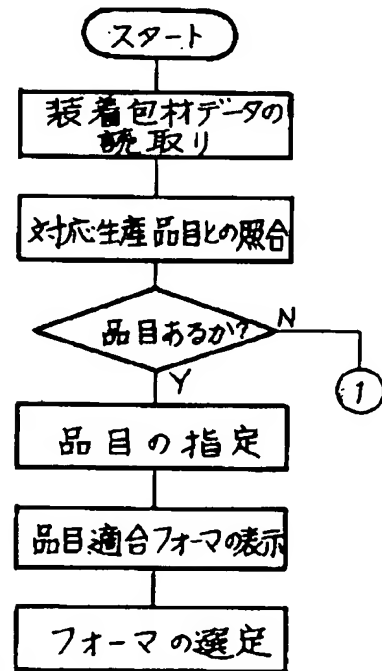 スタート
装着包材データの
読取り
対応生産品目との照合
品目あるか?
N
Y
1
品目の指定
品目適合フォーマの表示
フォーマの選定